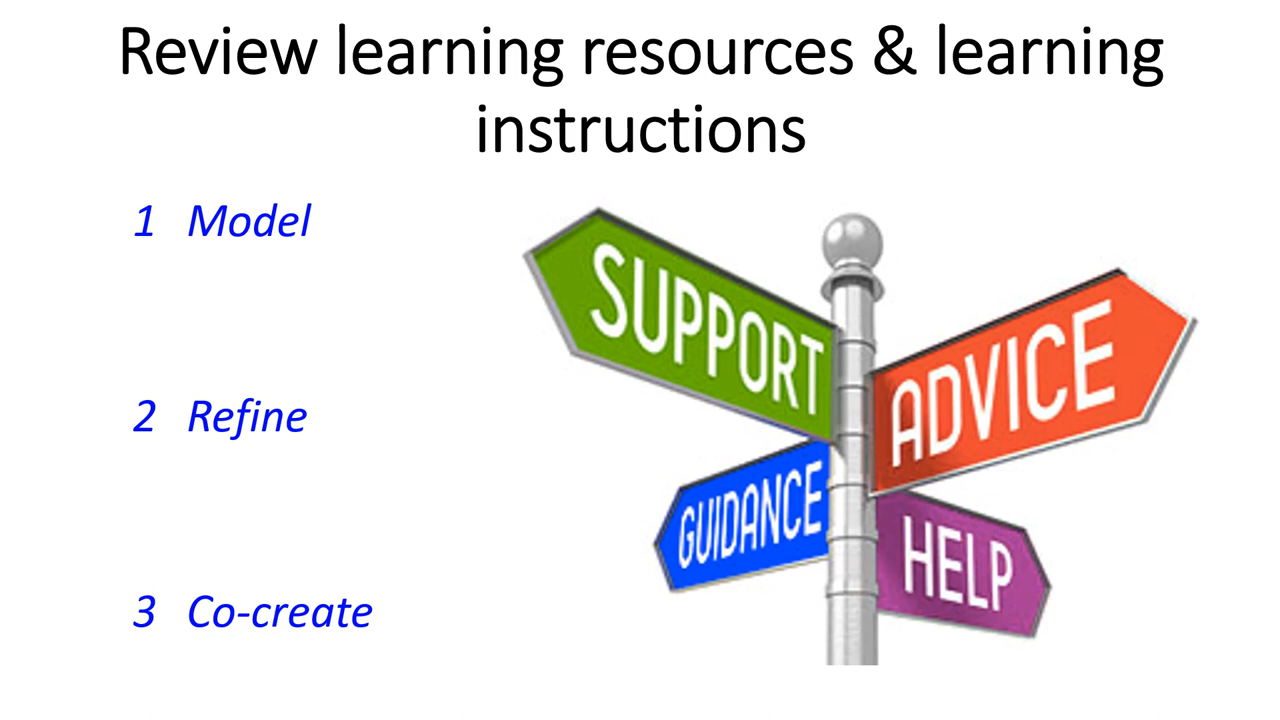 Review learning resources & learning
instructions
1 Model
2 Refine
3 Co-create
SUPPORT
ADVICE
GUIDANCE
HELP